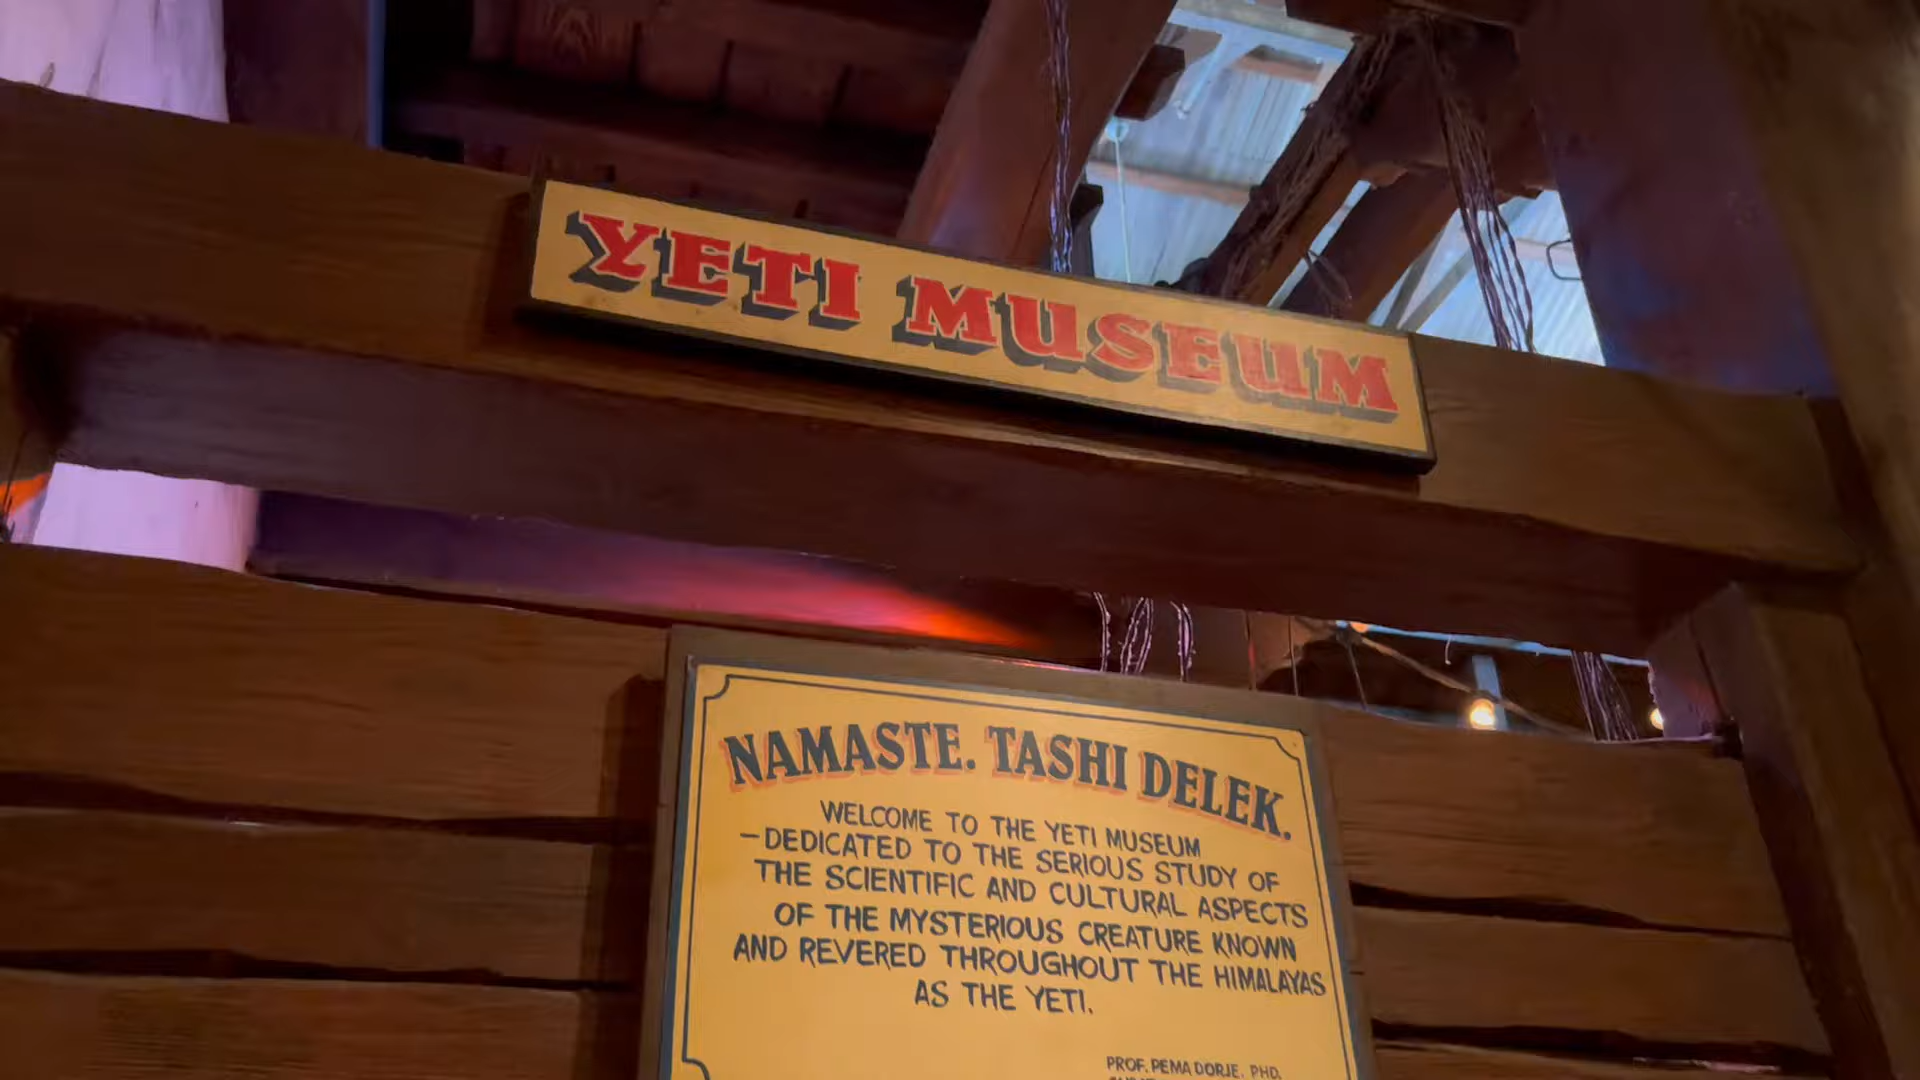 YETI MUSEUM
NAMASTE. TASHI DELEK.
WELCOME TO THE YETI MUSEUM
—DEDICATED TO THE SERIOUS STUDY OF
THE SCIENTIFIC AND CULTURAL ASPECTS
OF THE MYSTERIOUS CREATURE KNOWN
AND REVERED THROUGHOUT THE HIMALAYAS
AS THE YETI.
PROF. PEMA DORJE, PHD.